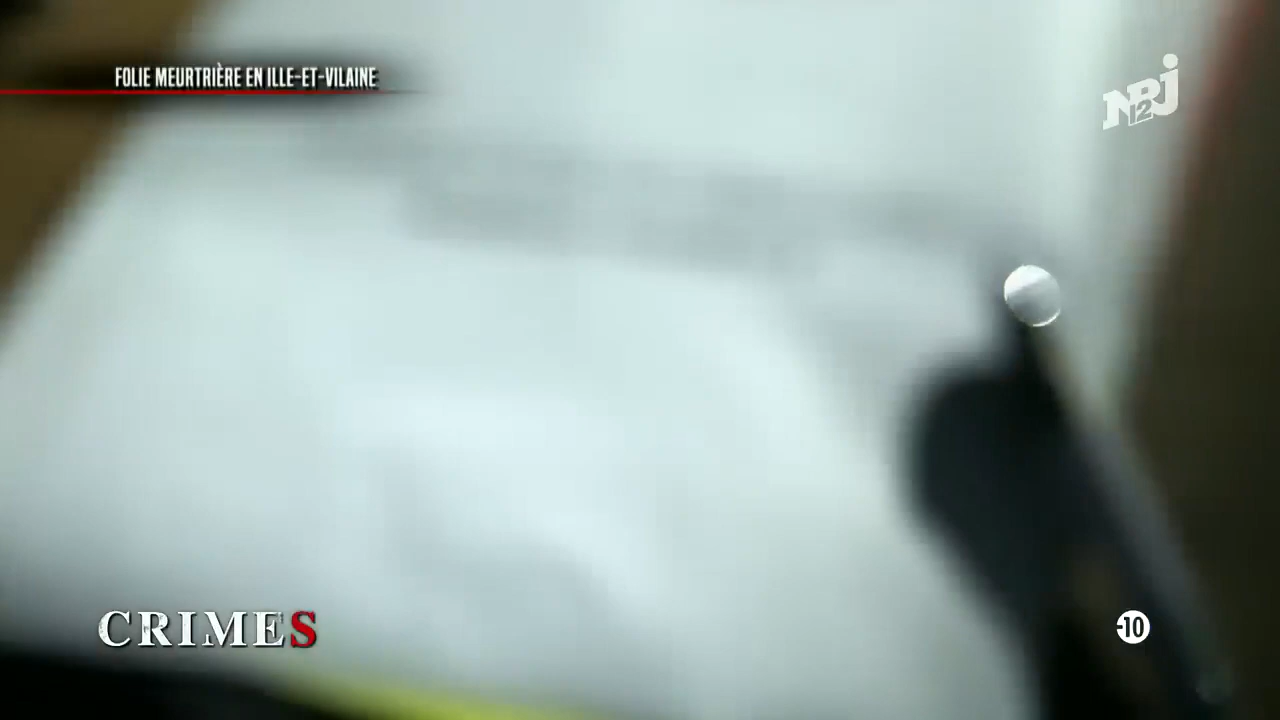 FOLIE MEURTRIÈRE EN ILLE-ET-VILAINE
NRJ
12
CRIMES
-10